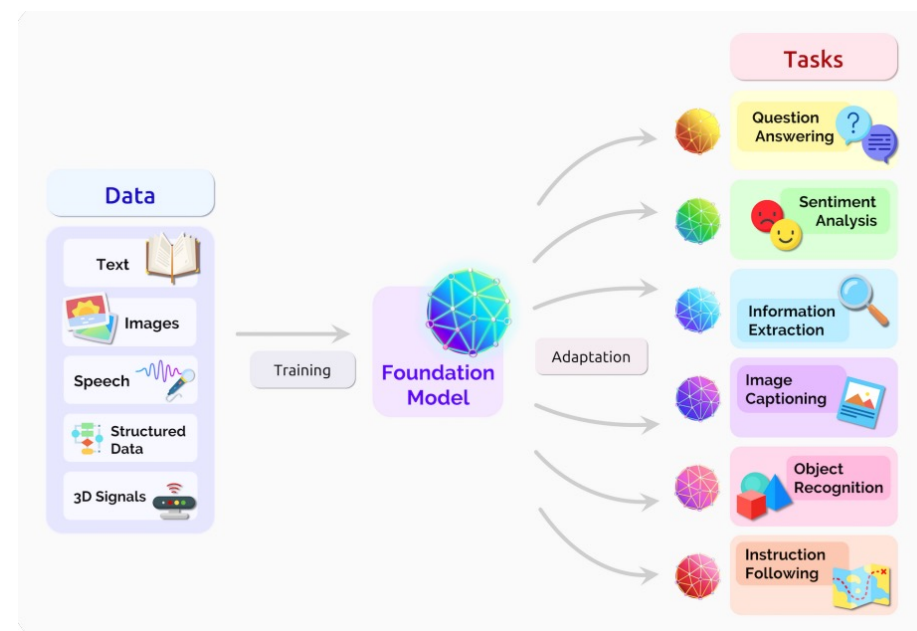 Data
Text
Images
Speech
Structured
Data
3D Signals
Training
Foundation
Model
Adaptation
Tasks
Question
Answering
Sentiment
Analysis
Information
Extraction
Image
Captioning
Object
Recognition
Instruction
Following